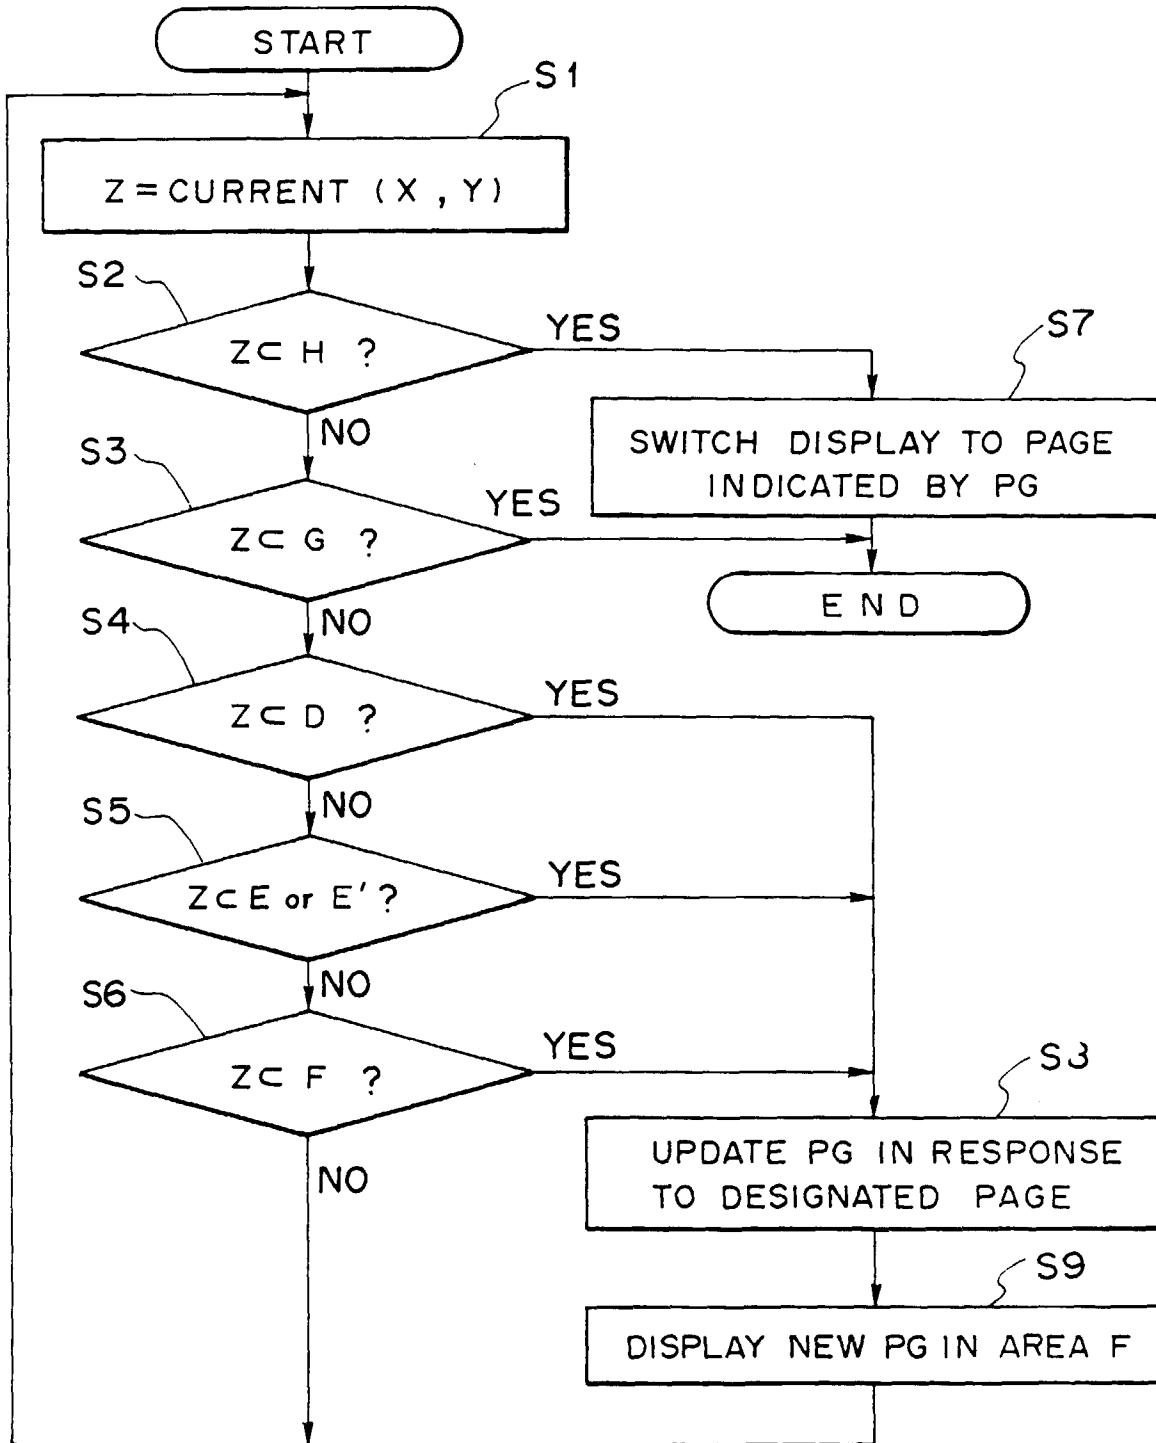 START
S1
Z = CURRENT (X , Y)
S2
Z ⊂ H ?
YES
S7
NO
SWITCH DISPLAY TO PAGE
INDICATED BY PG
S3
Z ⊂ G ?
YES
END
NO
S4
Z ⊂ D ?
YES
NO
S5
Z ⊂ E or E' ?
YES
NO
S6
Z ⊂ F ?
YES
S3
NO
UPDATE PG IN RESPONSE
TO DESIGNATED PAGE
S9
DISPLAY NEW PG IN AREA F